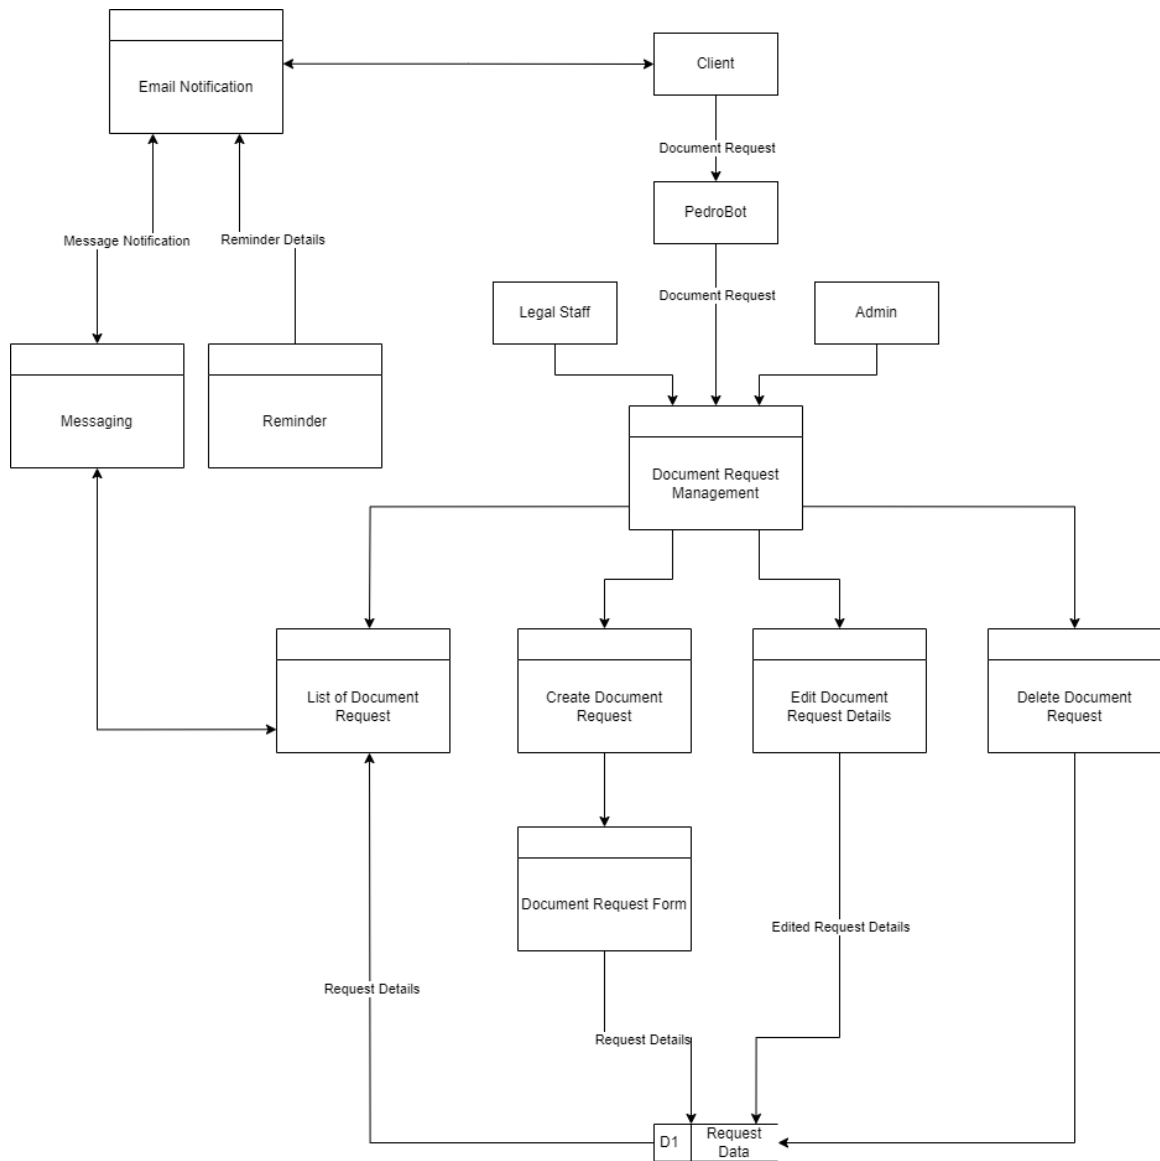 Client
Email Notification
Document Request
PedroBot
Message Notification
Reminder Details
Document Request
Legal Staff
Admin
Messaging
Reminder
Document Request
Management
List of Document
Request
Create Document
Request
Edit Document
Request Details
Delete Document
Request
Document Request Form
Edited Request Details
Request Details
Request Details
D1
Request
Data